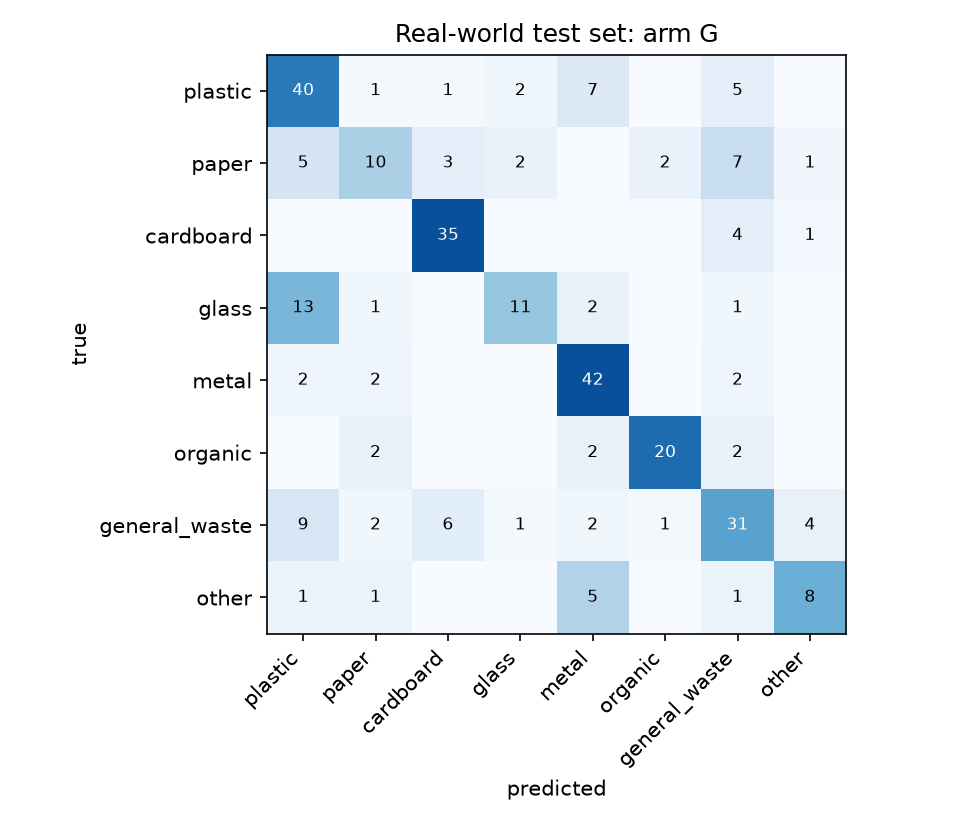 Real-world test set: arm G
plastic 40 1 1 2 7 5
paper 5 10 3 2 2 7 1
cardboard 35 4 1
glass 13 1 11 2 1
true
metal 2 2 42 2
organic 2 2 20 2
general_waste 9 2 6 1 2 1 31 4
other 1 1 5 1 8
plastic paper cardboard glass metal organic general_waste other
predicted